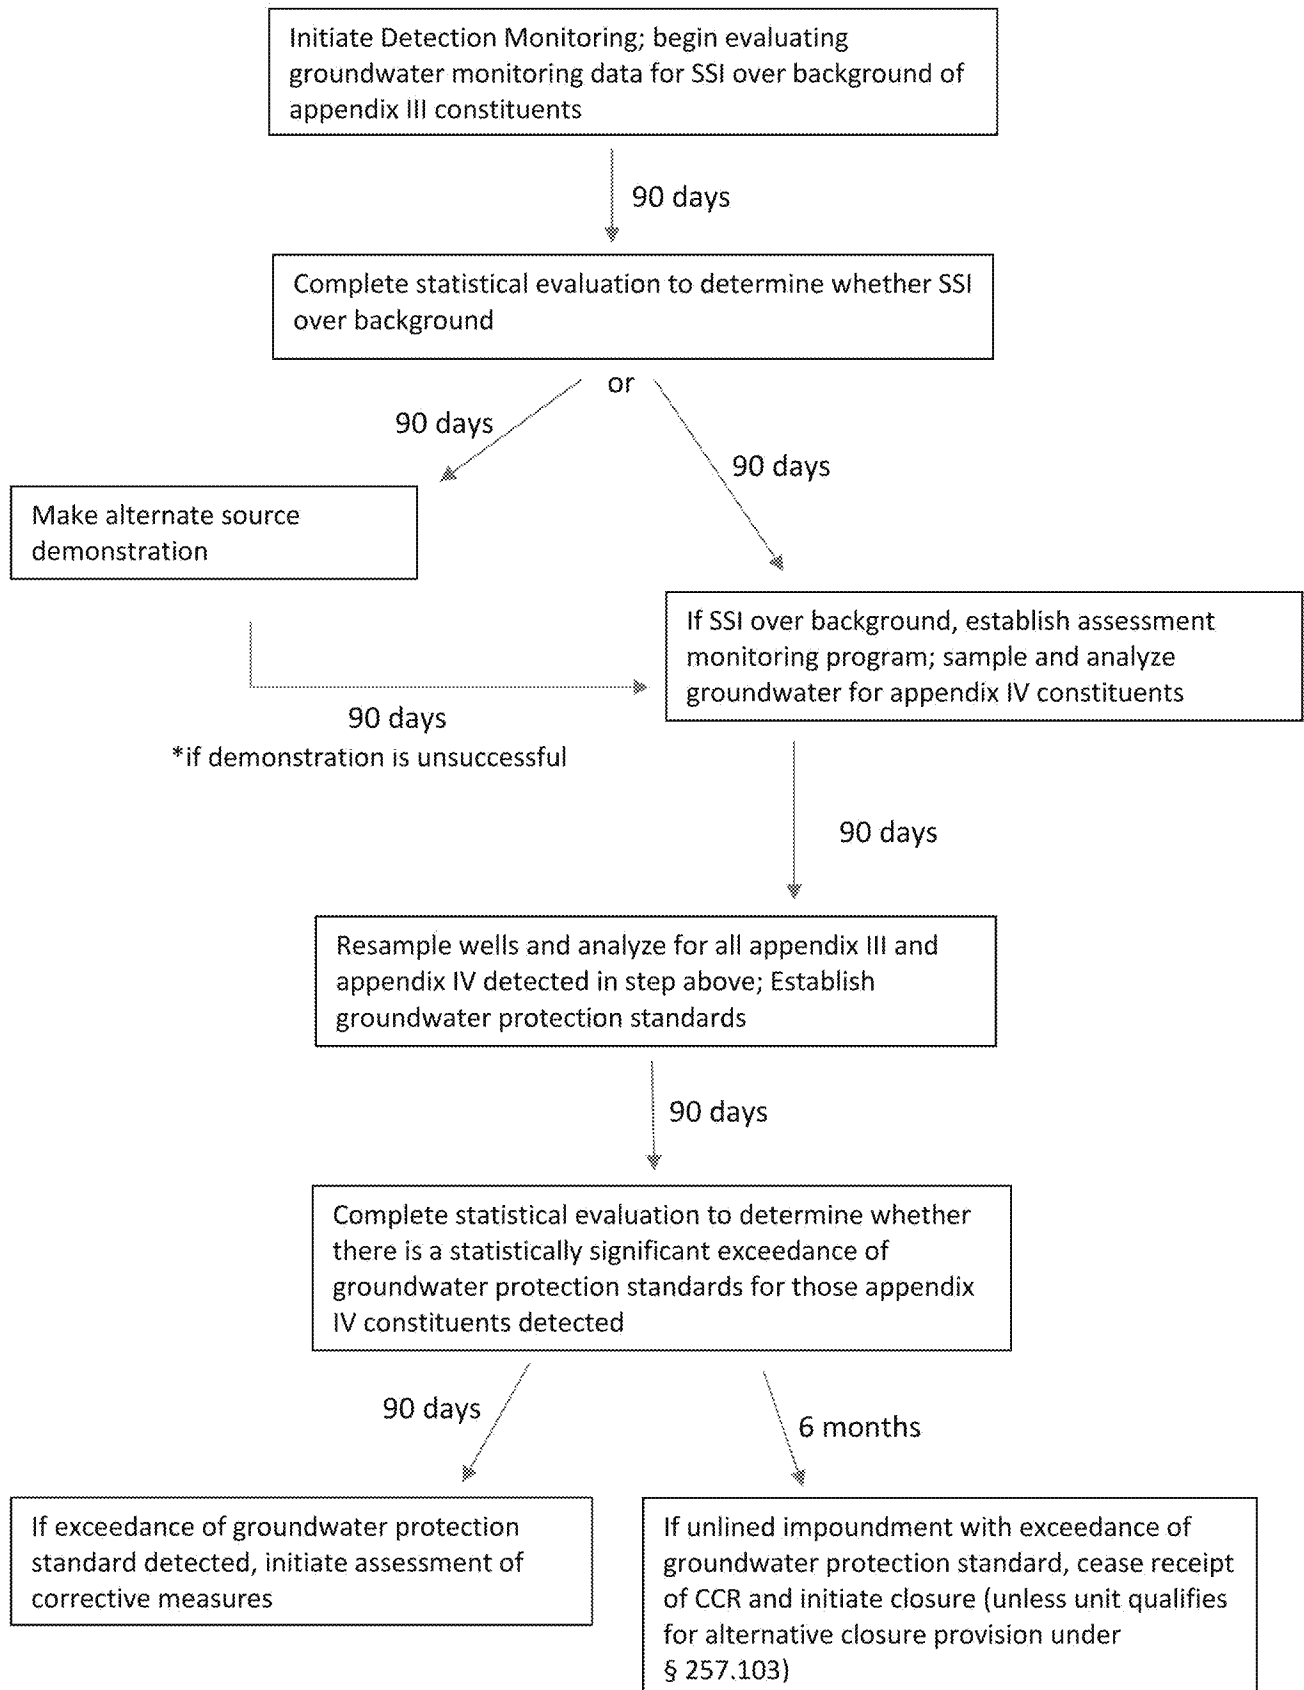 Initiate Detection Monitoring; begin evaluating
groundwater monitoring data for SSI over background of
appendix III constituents
90 days
Complete statistical evaluation to determine whether SSI
over background
or
90 days
90 days
Make alternate source
demonstration
If SSI over background, establish assessment
monitoring program; sample and analyze
groundwater for appendix IV constituents
90 days
*if demonstration is unsuccessful
90 days
Resample wells and analyze for all appendix III and
appendix IV detected in step above; Establish
groundwater protection standards
90 days
Complete statistical evaluation to determine whether
there is a statistically significant exceedance of
groundwater protection standards for those appendix
IV constituents detected
90 days
6 months
If exceedance of groundwater protection
standard detected, initiate assessment of
corrective measures
If unlined impoundment with exceedance of
groundwater protection standard, cease receipt
of CCR and initiate closure (unless unit qualifies
for alternative closure provision under
§ 257.103)